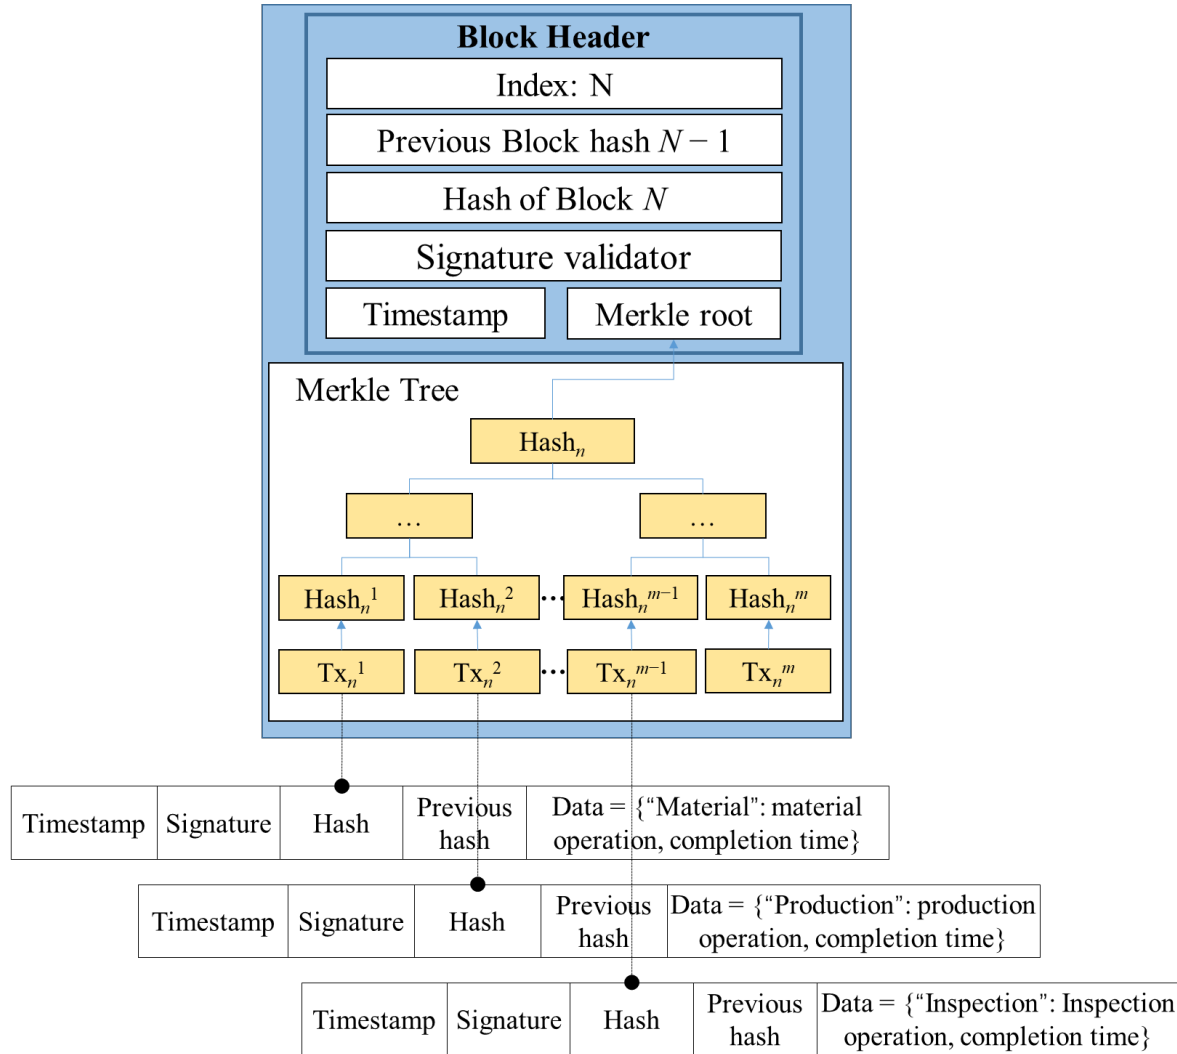 Block Header
Index: N
Previous Block hash N − 1
Hash of Block N
Signature validator
Timestamp
Merkle root
Merkle Tree
Hashₙ
…
…
Hashₙ¹
Hashₙ²
...
Hashₙᵐ⁻¹
Hashₙᵐ
Txₙ¹
Txₙ²
...
Txₙᵐ⁻¹
Txₙᵐ
Timestamp
Signature
Hash
Previous
hash
Data = {“Material”: material
operation, completion time}
Timestamp
Signature
Hash
Previous
hash
Data = {“Production”: production
operation, completion time}
Timestamp
Signature
Hash
Previous
hash
Data = {“Inspection”: Inspection
operation, completion time}